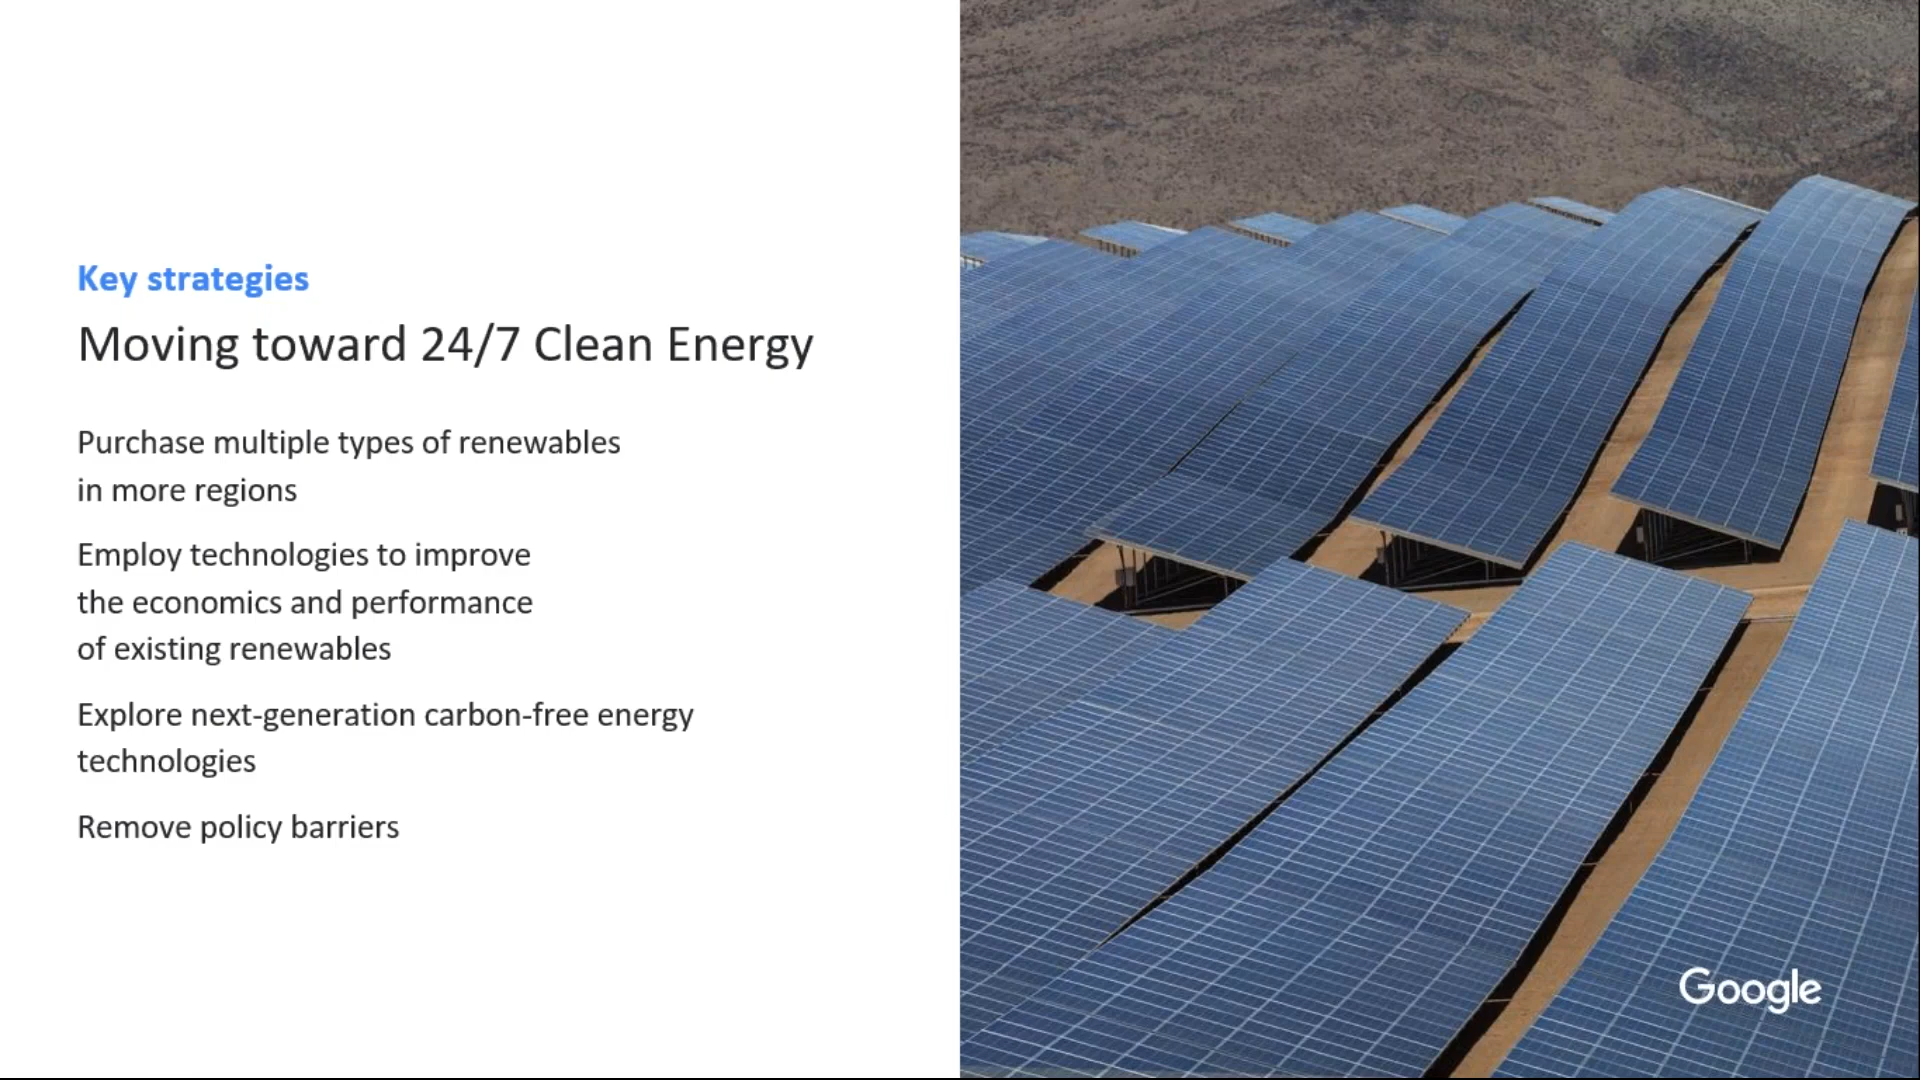 Key strategies
Moving toward 24/7 Clean Energy
Purchase multiple types of renewables
in more regions
Employ technologies to improve
the economics and performance
of existing renewables
Explore next-generation carbon-free energy
technologies
Remove policy barriers
Google